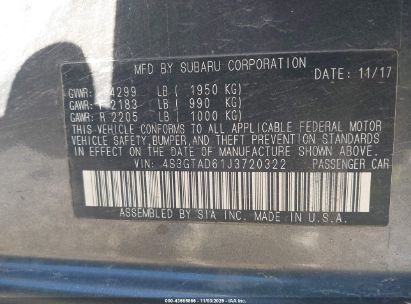 MFD BY SUBARU CORPORATION
DATE: 11/17
GVWR: 4299 LB ( 1950 KG)
GAWR: F 2183 LB ( 990 KG)
GAWR: R 2205 LB ( 1000 KG)
THIS VEHICLE CONFORMS TO ALL APPLICABLE FEDERAL MOTOR
VEHICLE SAFETY, BUMPER, AND THEFT PREVENTION STANDARDS
IN EFFECT ON THE DATE OF MANUFACTURE SHOWN ABOVE.
VIN: 4S3GTAD61J3720322 PASSENGER CAR
ASSEMBLED BY SIA INC. MADE IN U.S.A.